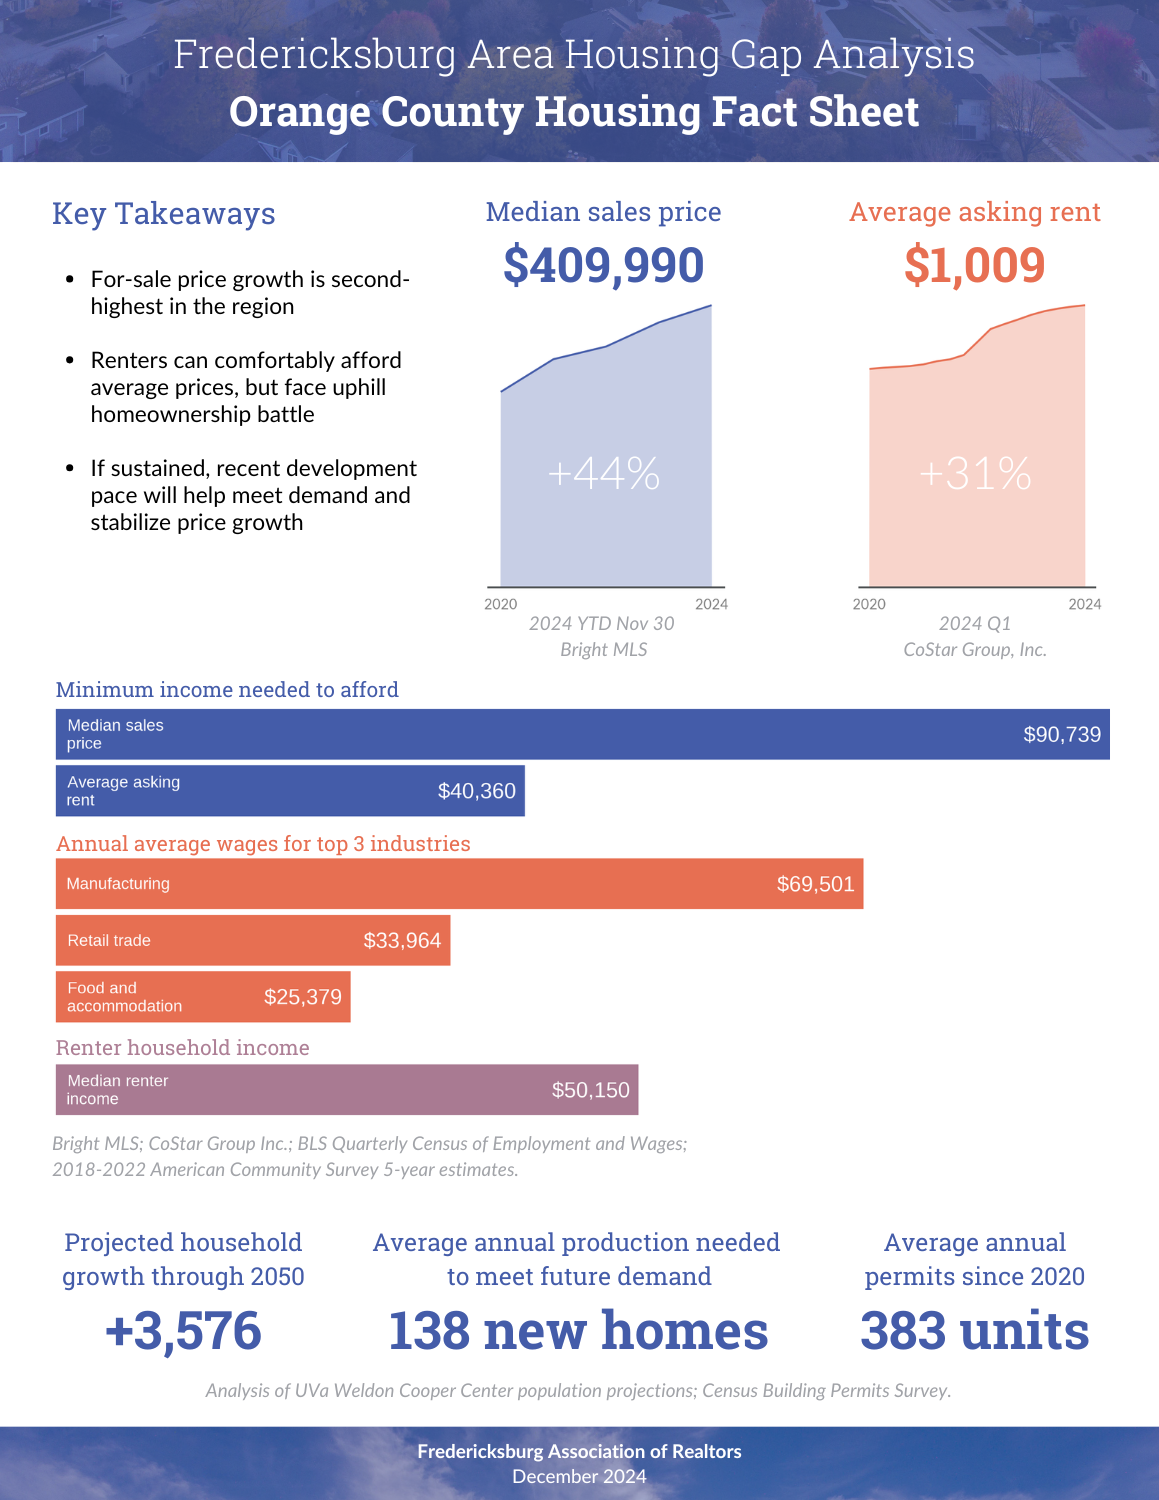 Fredericksburg Area Housing Gap Analysis
Orange County Housing Fact Sheet
Key Takeaways
• For-sale price growth is second-
highest in the region
• Renters can comfortably afford
average prices, but face uphill
homeownership battle
• If sustained, recent development
pace will help meet demand and
stabilize price growth
Median sales price
$409,990
+44%
2020 2024
2024 YTD Nov 30
Bright MLS
Average asking rent
$1,009
+31%
2020 2024
2024 Q1
CoStar Group, Inc.
Minimum income needed to afford
Median sales
price
$90,739
Average asking
rent
$40,360
Annual average wages for top 3 industries
Manufacturing $69,501
Retail trade $33,964
Food and
accommodation
$25,379
Renter household income
Median renter
income
$50,150
Bright MLS; CoStar Group Inc.; BLS Quarterly Census of Employment and Wages;
2018-2022 American Community Survey 5-year estimates.
Projected household
growth through 2050
+3,576
Average annual production needed
to meet future demand
138 new homes
Average annual
permits since 2020
383 units
Analysis of UVa Weldon Cooper Center population projections; Census Building Permits Survey.
Fredericksburg Association of Realtors
December 2024